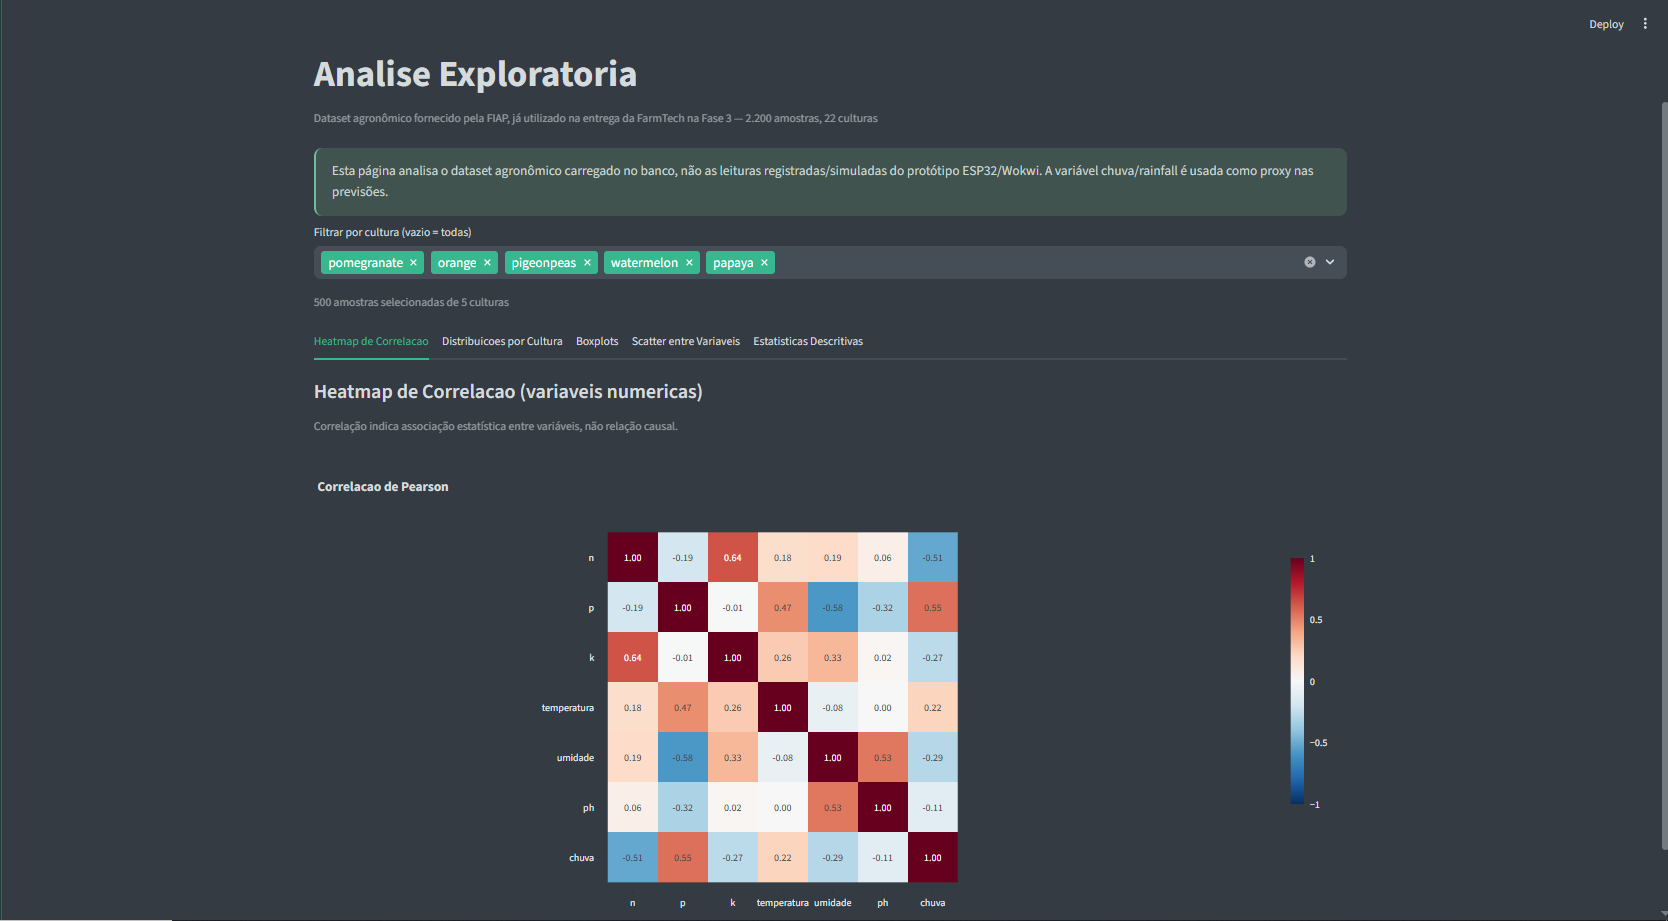 Deploy
Analise Exploratoria
Dataset agronômico fornecido pela FIAP, já utilizado na entrega da FarmTech na Fase 3 — 2.200 amostras, 22 culturas
Esta página analisa o dataset agronômico carregado no banco, não as leituras registradas/simuladas do protótipo ESP32/Wokwi. A variável chuva/rainfall é usada como proxy nas
previsões.
Filtrar por cultura (vazio = todas)
pomegranate × orange × pigeonpeas × watermelon × papaya ×
500 amostras selecionadas de 5 culturas
Heatmap de Correlacao Distribuicoes por Cultura Boxplots Scatter entre Variaveis Estatisticas Descritivas
Heatmap de Correlacao (variaveis numericas)
Correlação indica associação estatística entre variáveis, não relação causal.
Correlacao de Pearson
n 1.00 -0.19 0.64 0.18 0.19 0.06 -0.51
p -0.19 1.00 -0.01 0.47 -0.58 -0.32 0.55
k 0.64 -0.01 1.00 0.26 0.33 0.02 -0.27
temperatura 0.18 0.47 0.26 1.00 -0.08 0.00 0.22
umidade 0.19 -0.58 0.33 -0.08 1.00 0.53 -0.29
ph 0.06 -0.32 0.02 0.00 0.53 1.00 -0.11
chuva -0.51 0.55 -0.27 0.22 -0.29 -0.11 1.00
n p k temperatura umidade ph chuva
1
0.5
0
−0.5
−1